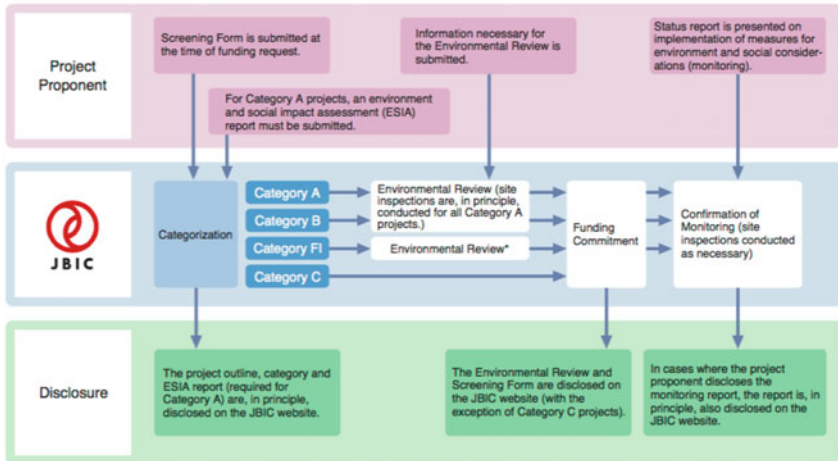 Project
Proponent
Screening Form is submitted at
the time of funding request.
For Category A projects, an environment
and social impact assessment (ESIA)
report must be submitted.
Information necessary for
the Environmental Review is
submitted.
Status report is presented on
implementation of measures for
environment and social consider-
ations (monitoring).
JBIC
Categorization
Category A
Category B
Category FI
Category C
Environmental Review (site
inspections are, in principle,
conducted for all Category A
projects.)
Environmental Review*
Funding
Commitment
Confirmation of
Monitoring (site
inspections conducted
as necessary)
Disclosure
The project outline, category and
ESIA report (required for
Category A) are, in principle,
disclosed on the JBIC website.
The Environmental Review and
Screening Form are disclosed on
the JBIC website (with the
exception of Category C projects).
In cases where the project
proponent discloses the
monitoring report, the report is, in
principle, also disclosed on the
JBIC website.